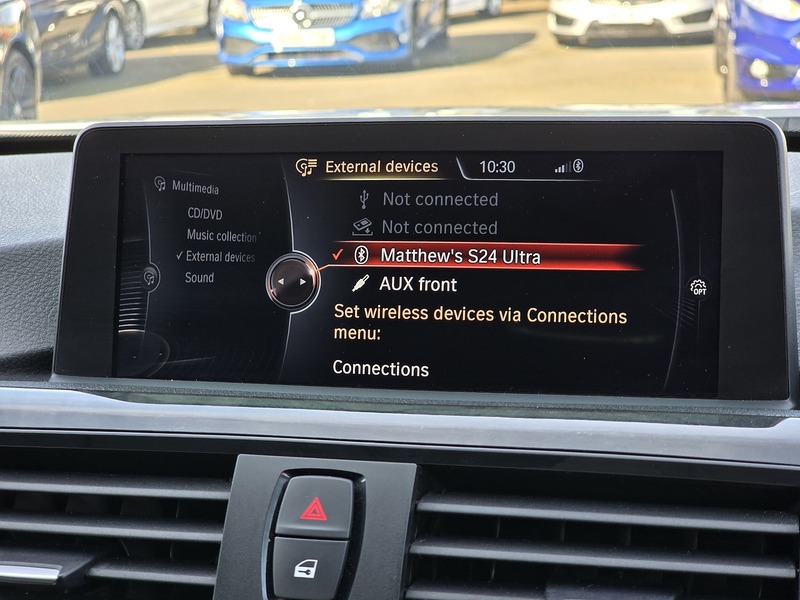 External devices
10:30
Multimedia
CD/DVD
Music collection
External devices
Sound
Not connected
Not connected
Matthew's S24 Ultra
AUX front
Set wireless devices via Connections
menu:
Connections
OPT